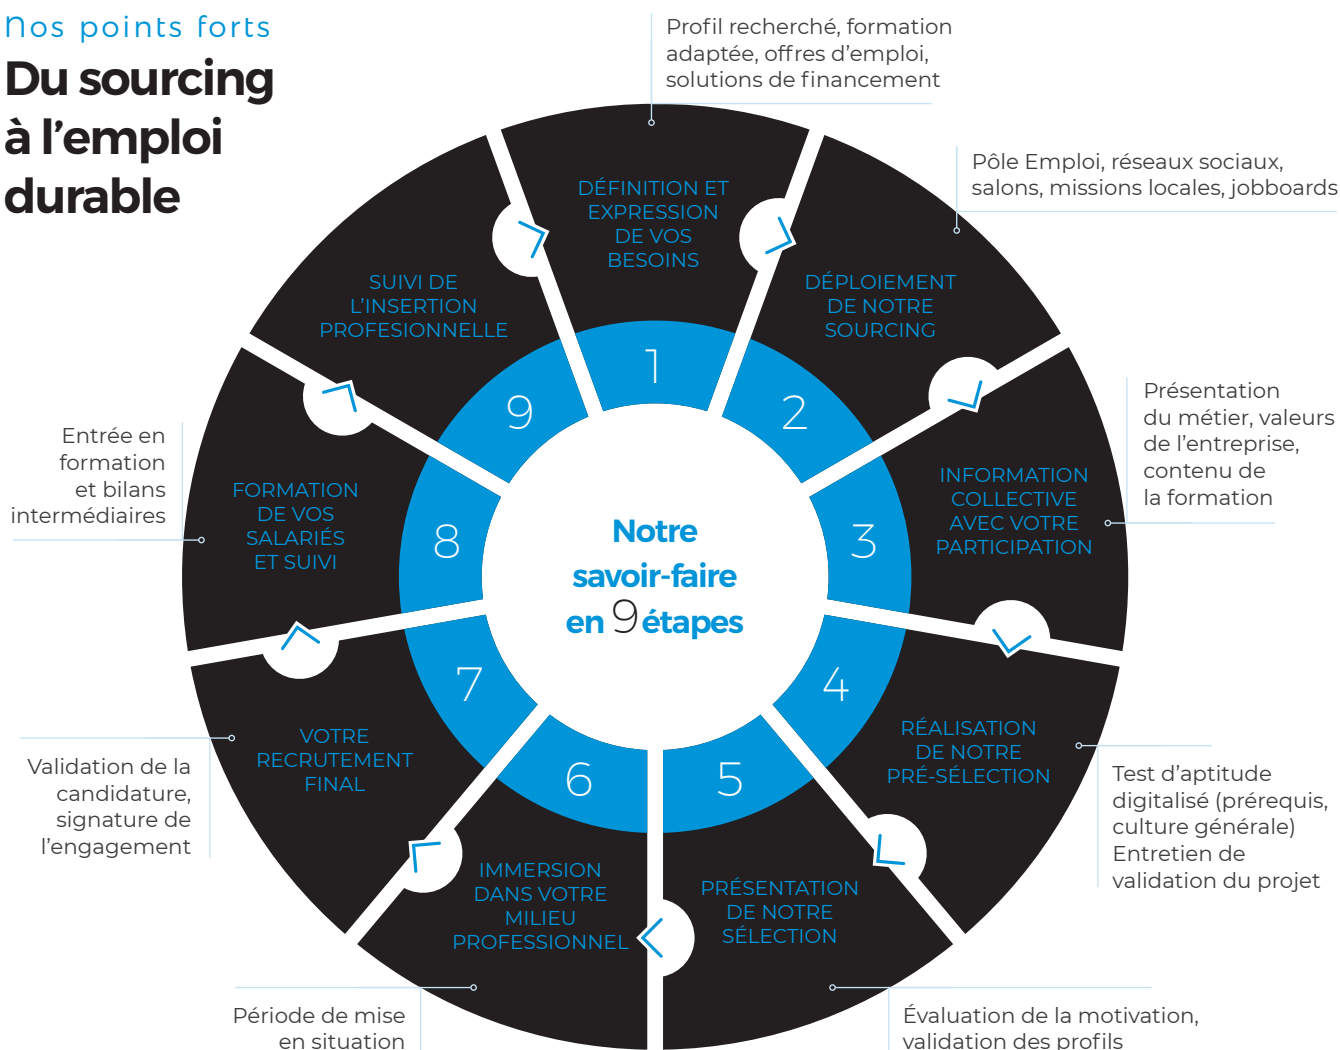 Nos points forts
Du sourcing
à l’emploi
durable
Profil recherché, formation
adaptée, offres d’emploi,
solutions de financement
DÉFINITION ET
EXPRESSION
DE VOS
BESOINS
1
Pôle Emploi, réseaux sociaux,
salons, missions locales, jobboards
DÉPLOIEMENT
DE NOTRE
SOURCING
2
Présentation
du métier, valeurs
de l’entreprise,
contenu de
la formation
INFORMATION
COLLECTIVE
AVEC VOTRE
PARTICIPATION
3
RÉALISATION
DE NOTRE
PRÉ-SÉLECTION
4
Test d’aptitude
digitalisé (prérequis,
culture générale)
Entretien de
validation du projet
PRÉSENTATION
DE NOTRE
SÉLECTION
5
Évaluation de la motivation,
validation des profils
IMMERSION
DANS VOTRE
MILIEU
PROFESSIONNEL
6
Période de mise
en situation
VOTRE
RECRUTEMENT
FINAL
7
Validation de la
candidature,
signature de
l’engagement
FORMATION
DE VOS
SALARIÉS
ET SUIVI
8
Entrée en
formation
et bilans
intermédiaires
SUIVI DE
L’INSERTION
PROFESIONNELLE
9
Notre
savoir-faire
en 9 étapes